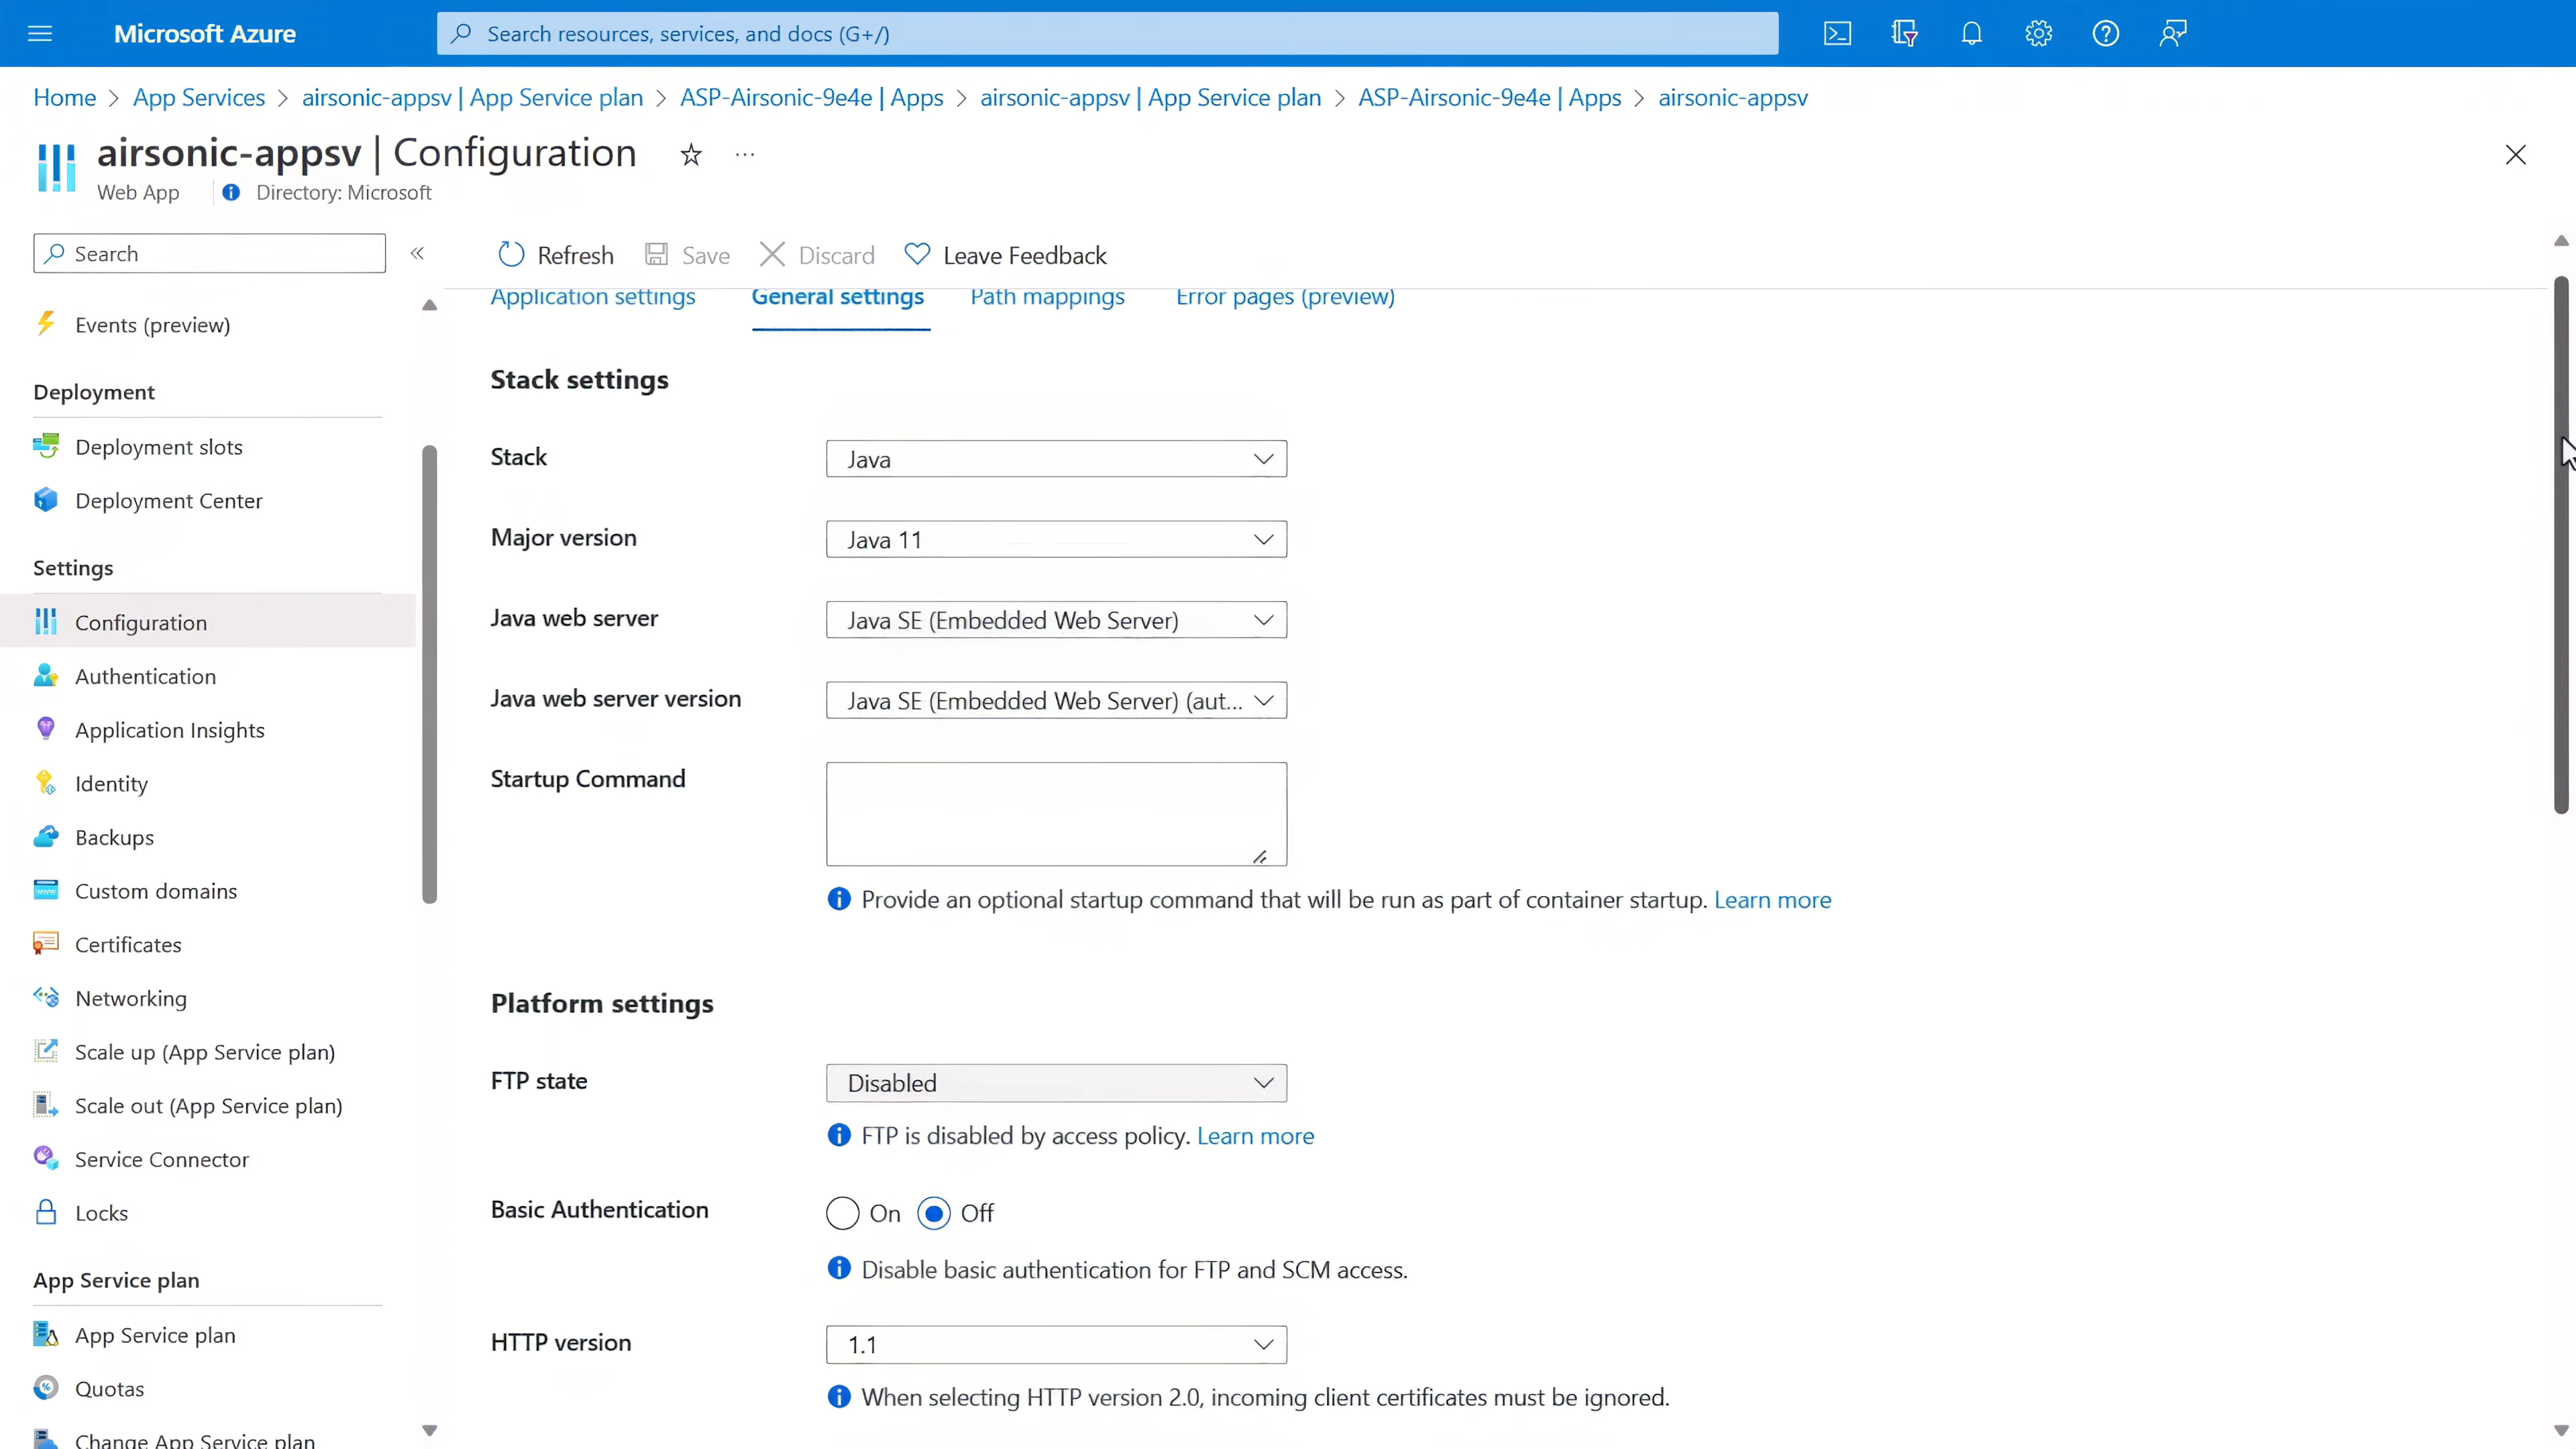 Microsoft Azure
Search resources, services, and docs (G+/)
Home > App Services > airsonic-appsv | App Service plan > ASP-Airsonic-9e4e | Apps > airsonic-appsv | App Service plan > ASP-Airsonic-9e4e | Apps > airsonic-appsv
airsonic-appsv | Configuration
Web App
Directory: Microsoft
Search
Events (preview)
Deployment
Deployment slots
Deployment Center
Settings
Configuration
Authentication
Application Insights
Identity
Backups
Custom domains
Certificates
Networking
Scale up (App Service plan)
Scale out (App Service plan)
Service Connector
Locks
App Service plan
App Service plan
Quotas
Change App Service plan
Refresh Save Discard Leave Feedback
Application settings General settings Path mappings Error pages (preview)
Stack settings
Stack Java
Major version Java 11
Java web server Java SE (Embedded Web Server)
Java web server version Java SE (Embedded Web Server) (aut...
Startup Command
Provide an optional startup command that will be run as part of container startup. Learn more
Platform settings
FTP state Disabled
FTP is disabled by access policy. Learn more
Basic Authentication On Off
Disable basic authentication for FTP and SCM access.
HTTP version 1.1
When selecting HTTP version 2.0, incoming client certificates must be ignored.